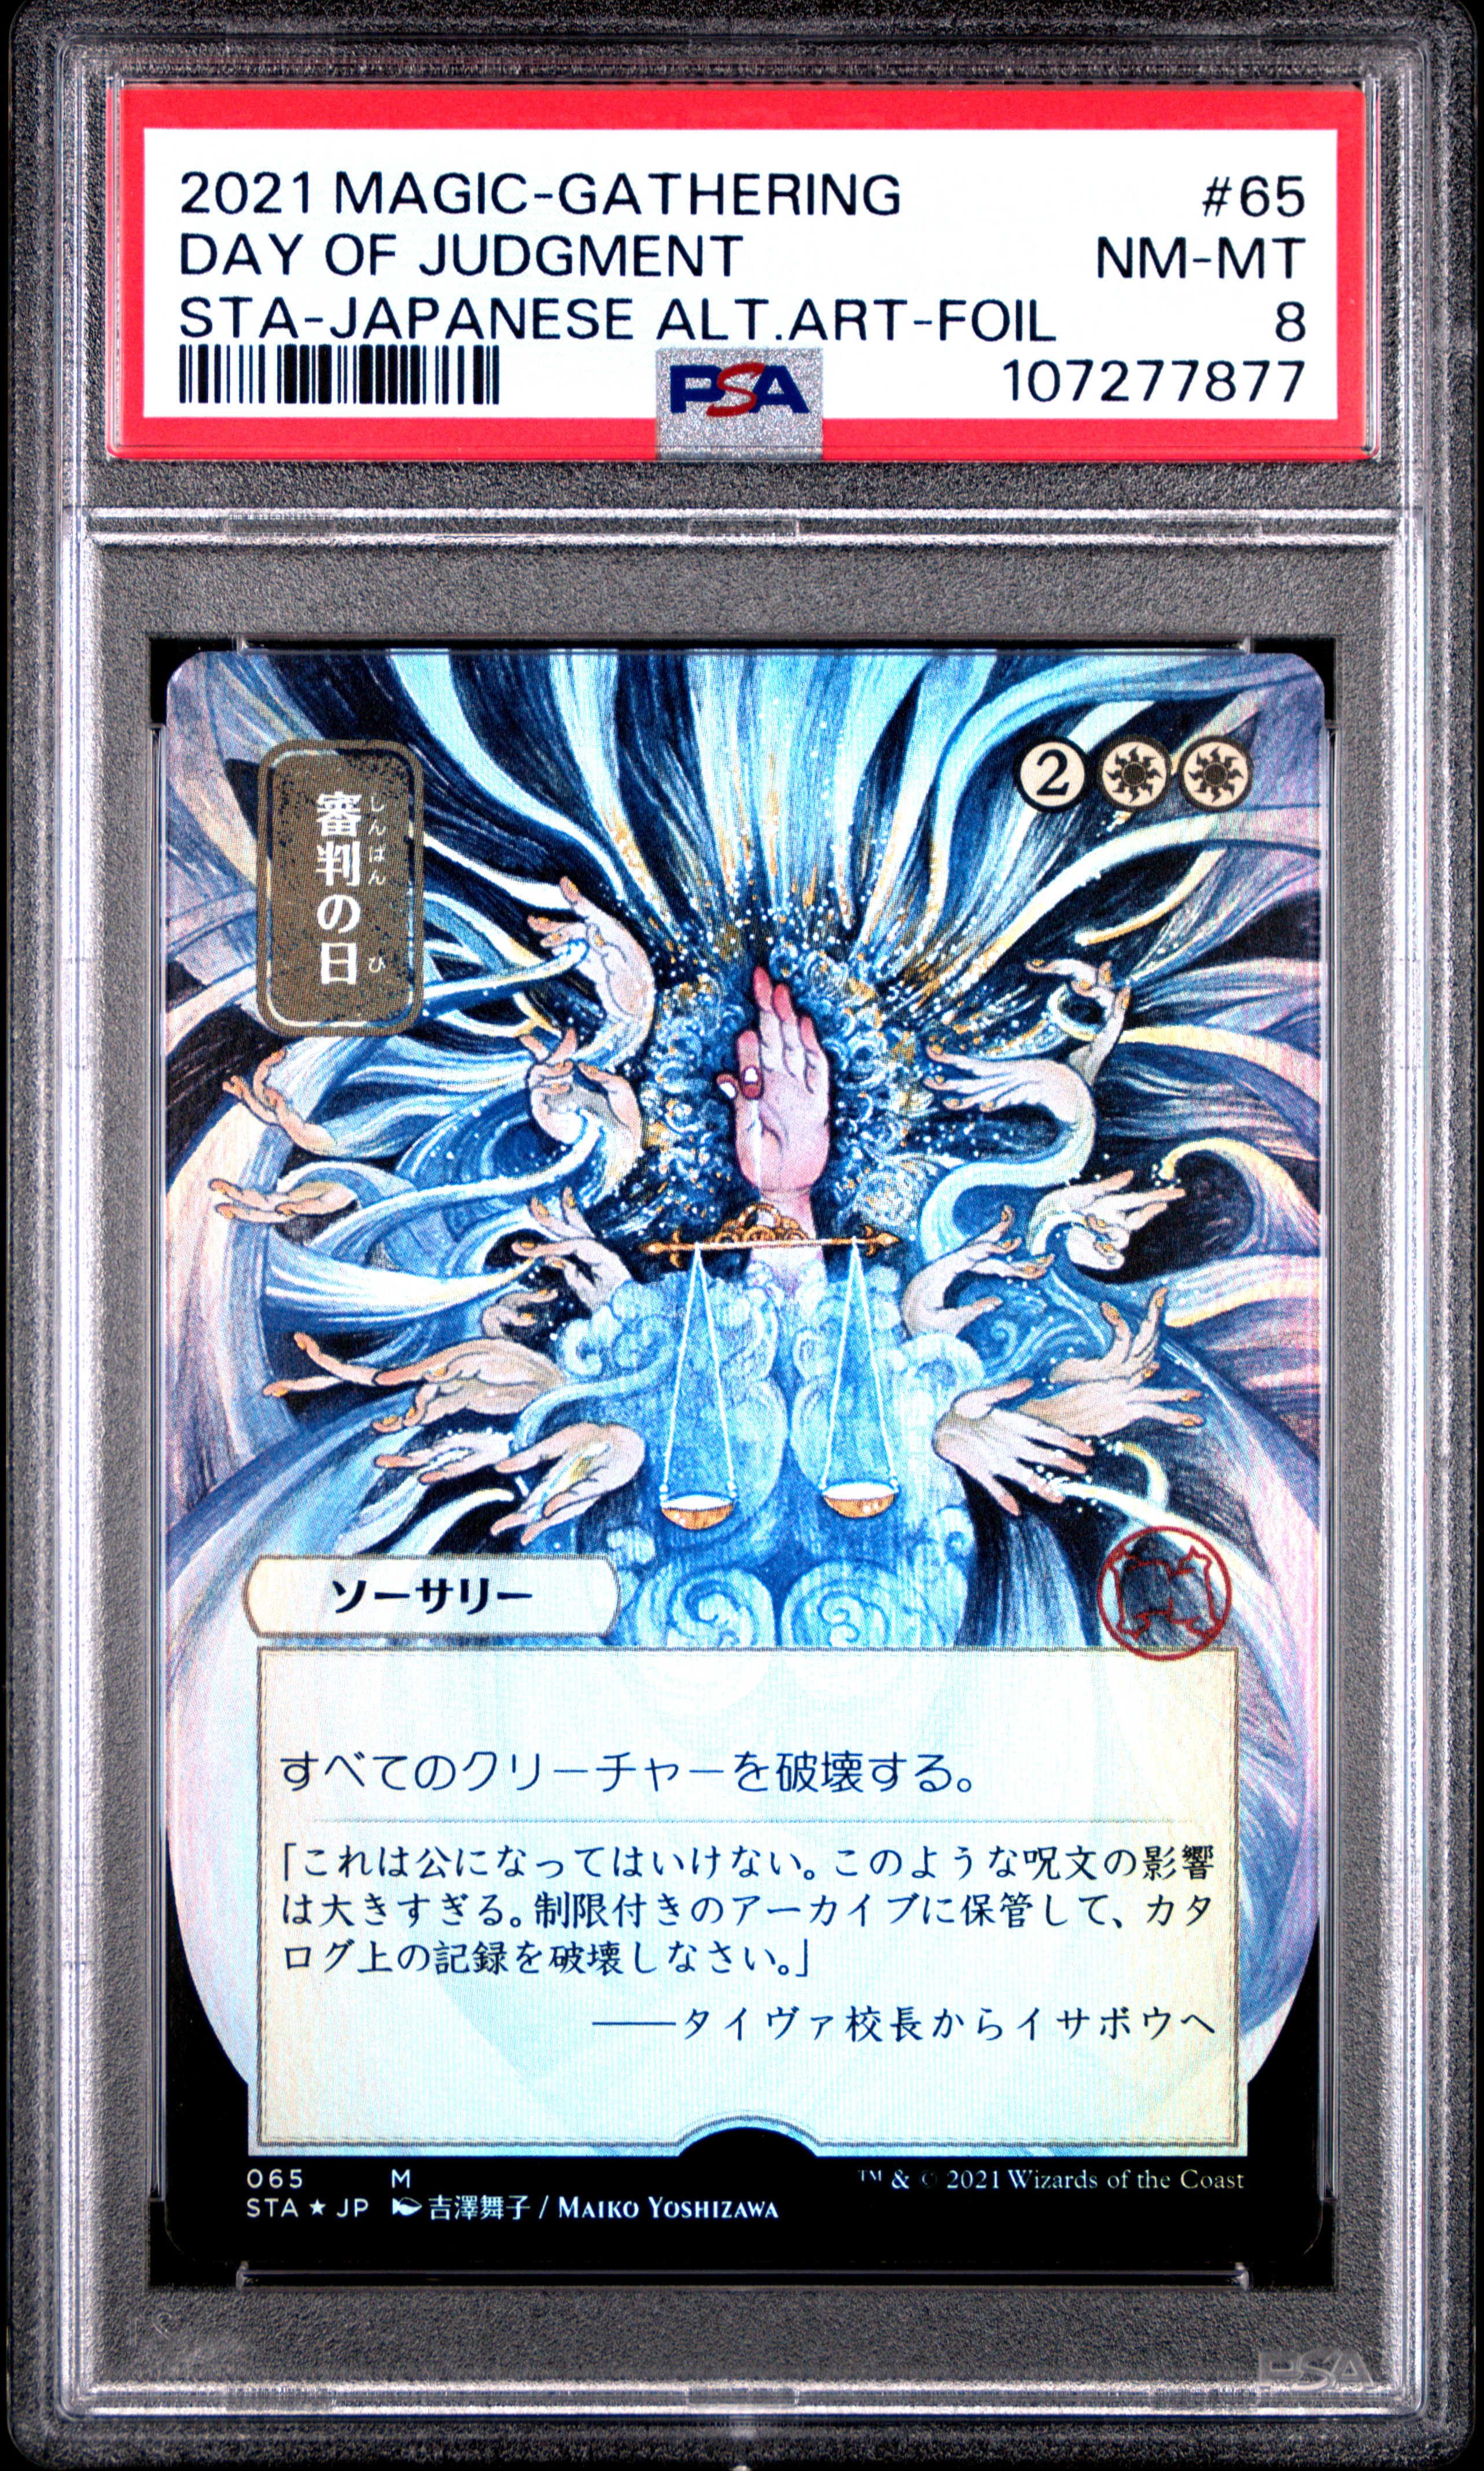 2021 MAGIC-GATHERING #65
DAY OF JUDGMENT NM-MT
STA-JAPANESE ALT.ART-FOIL 8
PSA 107277877
審判の日
しんばん ひ
2
ソーサリー
すべてのクリーチャーを破壊する。
「これは公になってはいけない。このような呪文の影響
は大きすぎる。制限付きのアーカイブに保管して、カタ
ログ上の記録を破壊しなさい。」
――タイヴァ校長からイサボウへ
065 M ™ & © 2021 Wizards of the Coast
STA ★ JP 吉澤舞子 / MAIKO YOSHIZAWA
PSA